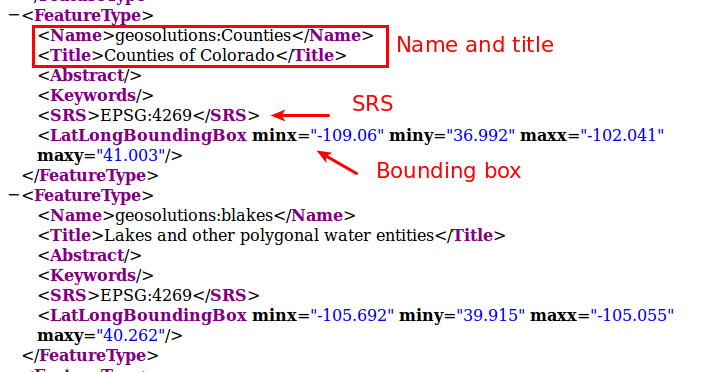 −<FeatureType>
<Name>geosolutions:Counties</Name>
<Title>Counties of Colorado</Title>
Name and title
<Abstract/>
<Keywords/>
<SRS>EPSG:4269</SRS>
SRS
<LatLongBoundingBox minx="-109.06" miny="36.992" maxx="-102.041"
maxy="41.003"/>
Bounding box
</FeatureType>
−<FeatureType>
<Name>geosolutions:blakes</Name>
<Title>Lakes and other polygonal water entities</Title>
<Abstract/>
<Keywords/>
<SRS>EPSG:4269</SRS>
<LatLongBoundingBox minx="-105.692" miny="39.915" maxx="-105.055"
maxy="40.262"/>
</FeatureType>